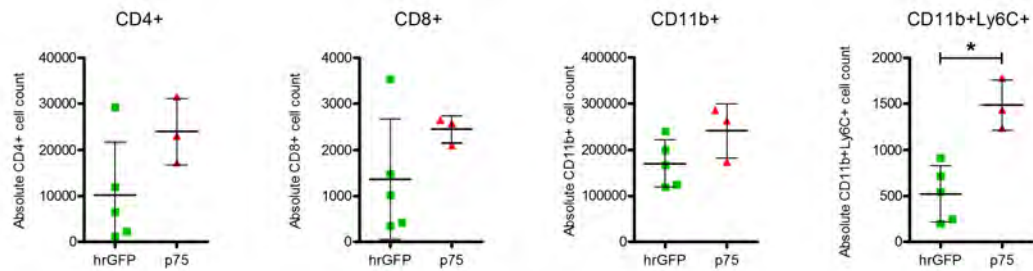 CD4+
Absolute CD4+ cell count
40000
30000
20000
10000
0
hrGFP p75
CD8+
Absolute CD8+ cell count
4000
3000
2000
1000
0
hrGFP p75
CD11b+
Absolute CD11b+ cell count
400000
300000
200000
100000
0
hrGFP p75
CD11b+Ly6C+
Absolute CD11b+Ly6C+ cell count
2000
1500
1000
500
0
*
hrGFP p75